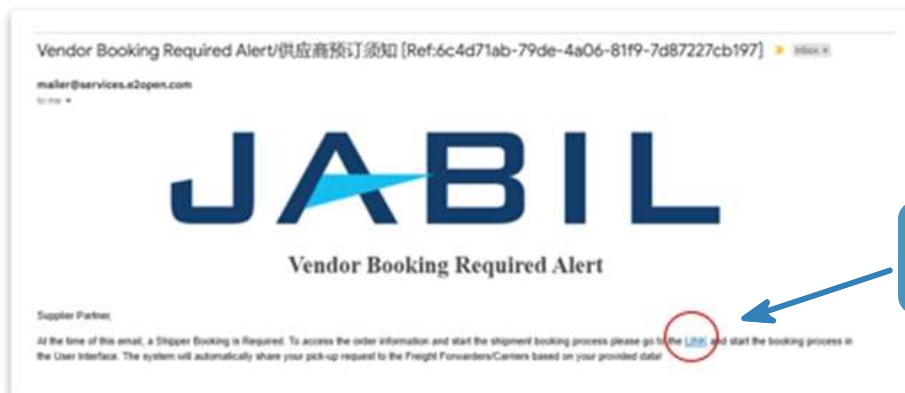 Vendor Booking Required Alert/供应商预订须知 [Ref:6c4d71ab-79de-4a06-81f9-7d87227cb197] Inbox ×
mailer@services.e2open.com
to me
JABIL
Vendor Booking Required Alert
Supplier Partner,
At the time of this email, a Shipper Booking is Required. To access the order information and start the shipment booking process please go to the LINK and start the booking process in
the User Interface. The system will automatically share your pick-up request to the Freight Forwarders/Carriers based on your provided data!